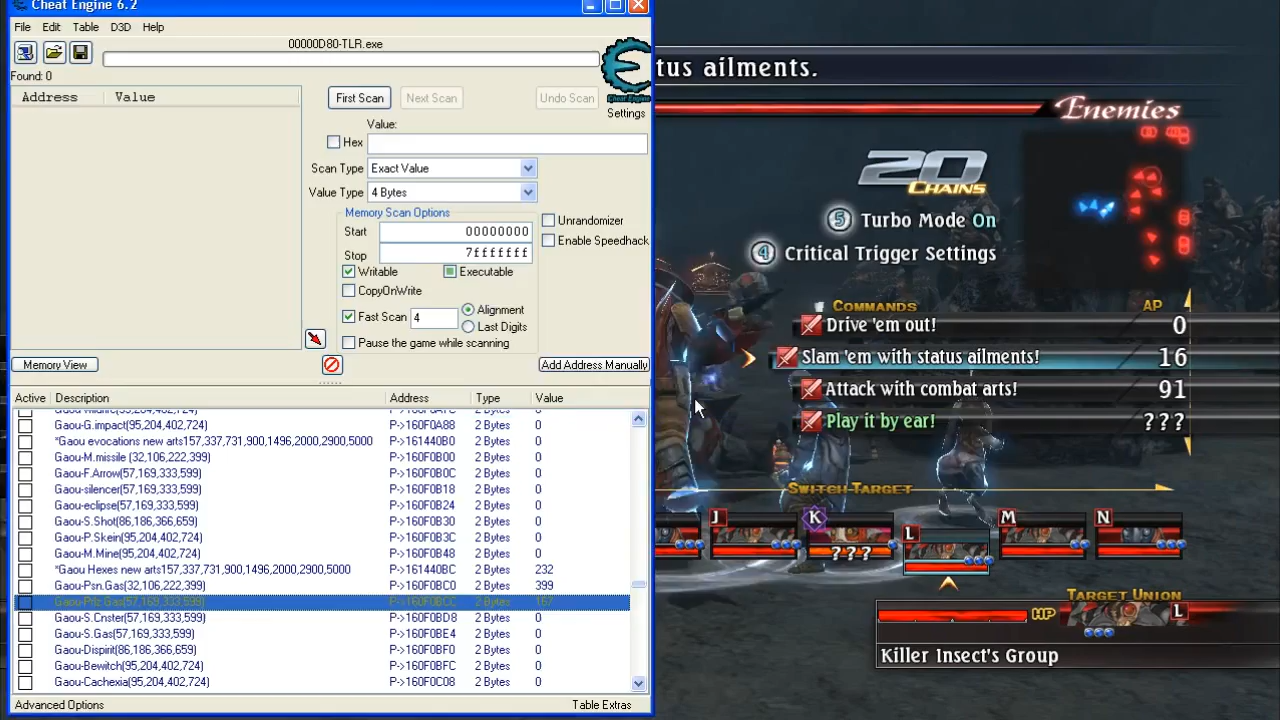 Cheat Engine 6.2
File Edit Table D3D Help
00000D80-TLR.exe
Found: 0
Address Value
First Scan Next Scan Undo Scan
Cheat Engine
Settings
Value:
Hex
Scan Type Exact Value
Value Type 4 Bytes
Memory Scan Options
Start 00000000
Stop 7fffffff
Writable Executable
CopyOnWrite
Fast Scan 4 Alignment
Last Digits
Pause the game while scanning
Unrandomizer
Enable Speedhack
Memory View Add Address Manually
Active Description Address Type Value
Gaou-G.impact(95,204,402,724) P->160F0A88 2 Bytes 0
*Gaou evocations new arts157,337,731,900,1496,2000,2900,5000 P->161440B0 2 Bytes 0
Gaou-M.missile (32,106,222,399) P->160F0B00 2 Bytes 0
Gaou-F.Arrow(57,169,333,599) P->160F0B0C 2 Bytes 0
Gaou-silencer(57,169,333,599) P->160F0B18 2 Bytes 0
Gaou-eclipse(57,169,333,599) P->160F0B24 2 Bytes 0
Gaou-S.Shot(86,186,366,659) P->160F0B30 2 Bytes 0
Gaou-P.Skein(95,204,402,724) P->160F0B3C 2 Bytes 0
Gaou-M.Mine(95,204,402,724) P->160F0B48 2 Bytes 0
*Gaou Hexes new arts157,337,731,900,1496,2000,2900,5000 P->161440BC 2 Bytes 232
Gaou-Psn.Gas(32,106,222,399) P->160F0BC0 2 Bytes 399
Gaou-Prlz.Gas(57,169,333,599) P->160F0BCC 2 Bytes 167
Gaou-S.Cnster(57,169,333,599) P->160F0BD8 2 Bytes 0
Gaou-S.Gas(57,169,333,599) P->160F0BE4 2 Bytes 0
Gaou-Dispirit(86,186,366,659) P->160F0BF0 2 Bytes 0
Gaou-Bewitch(95,204,402,724) P->160F0BFC 2 Bytes 0
Gaou-Cachexia(95,204,402,724) P->160F0C08 2 Bytes 0
Advanced Options Table Extras
tus ailments.
Enemies
20
CHAINS
5 Turbo Mode On
4 Critical Trigger Settings
COMMANDS AP
Drive 'em out! 0
Slam 'em with status ailments! 16
Attack with combat arts! 91
Play it by ear! ???
SWITCH TARGET
J K L M N
???
TARGET UNION
HP L
Killer Insect's Group